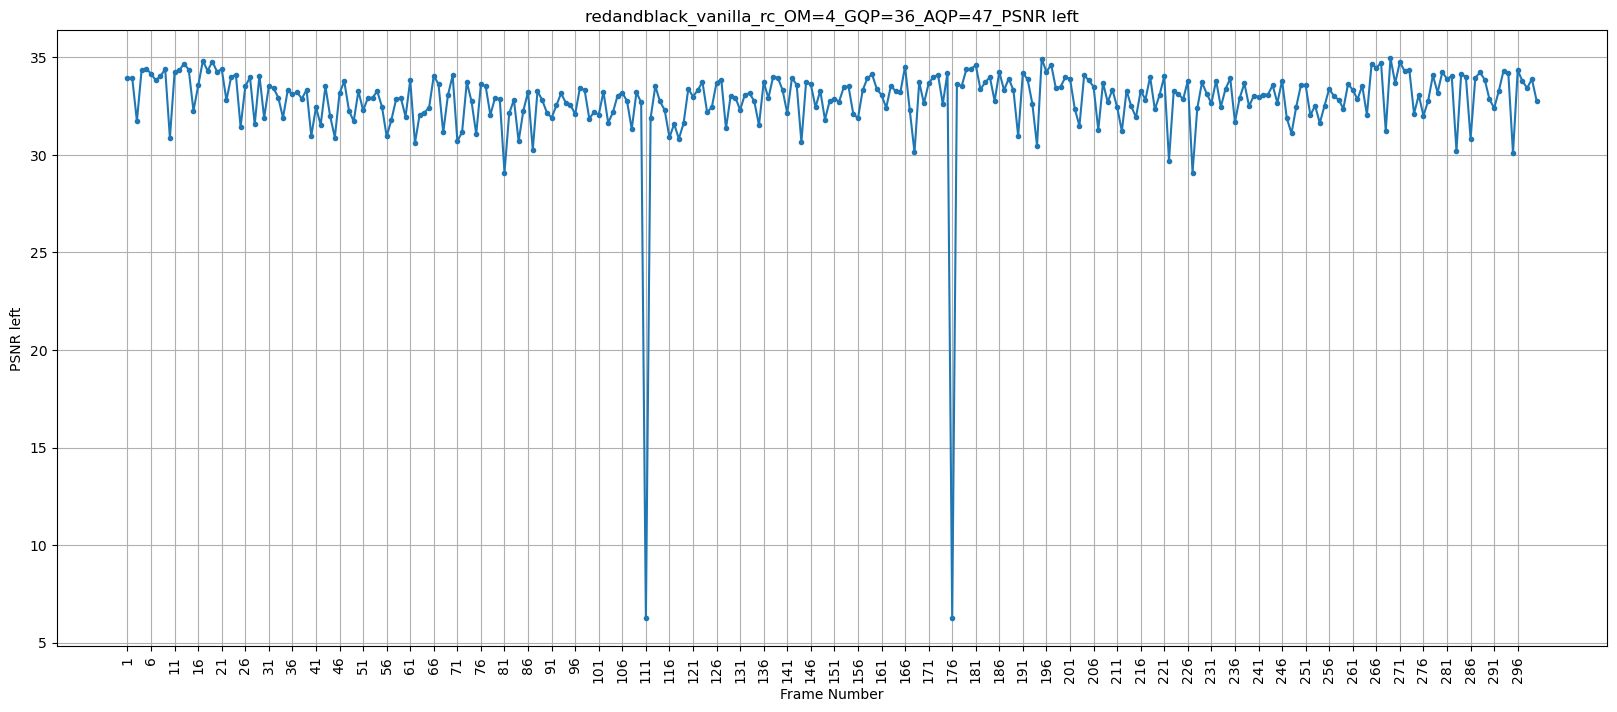 redandblack_vanilla_rc_OM=4_GQP=36_AQP=47_PSNR left
35
30
25
20
15
10
5
PSNR left
1 6 11 16 21 26 31 36 41 46 51 56 61 66 71 76 81 86 91 96 101 106 111 116 121 126 131 136 141 146 151 156 161 166 171 176 181 186 191 196 201 206 211 216 221 226 231 236 241 246 251 256 261 266 271 276 281 286 291 296
Frame Number